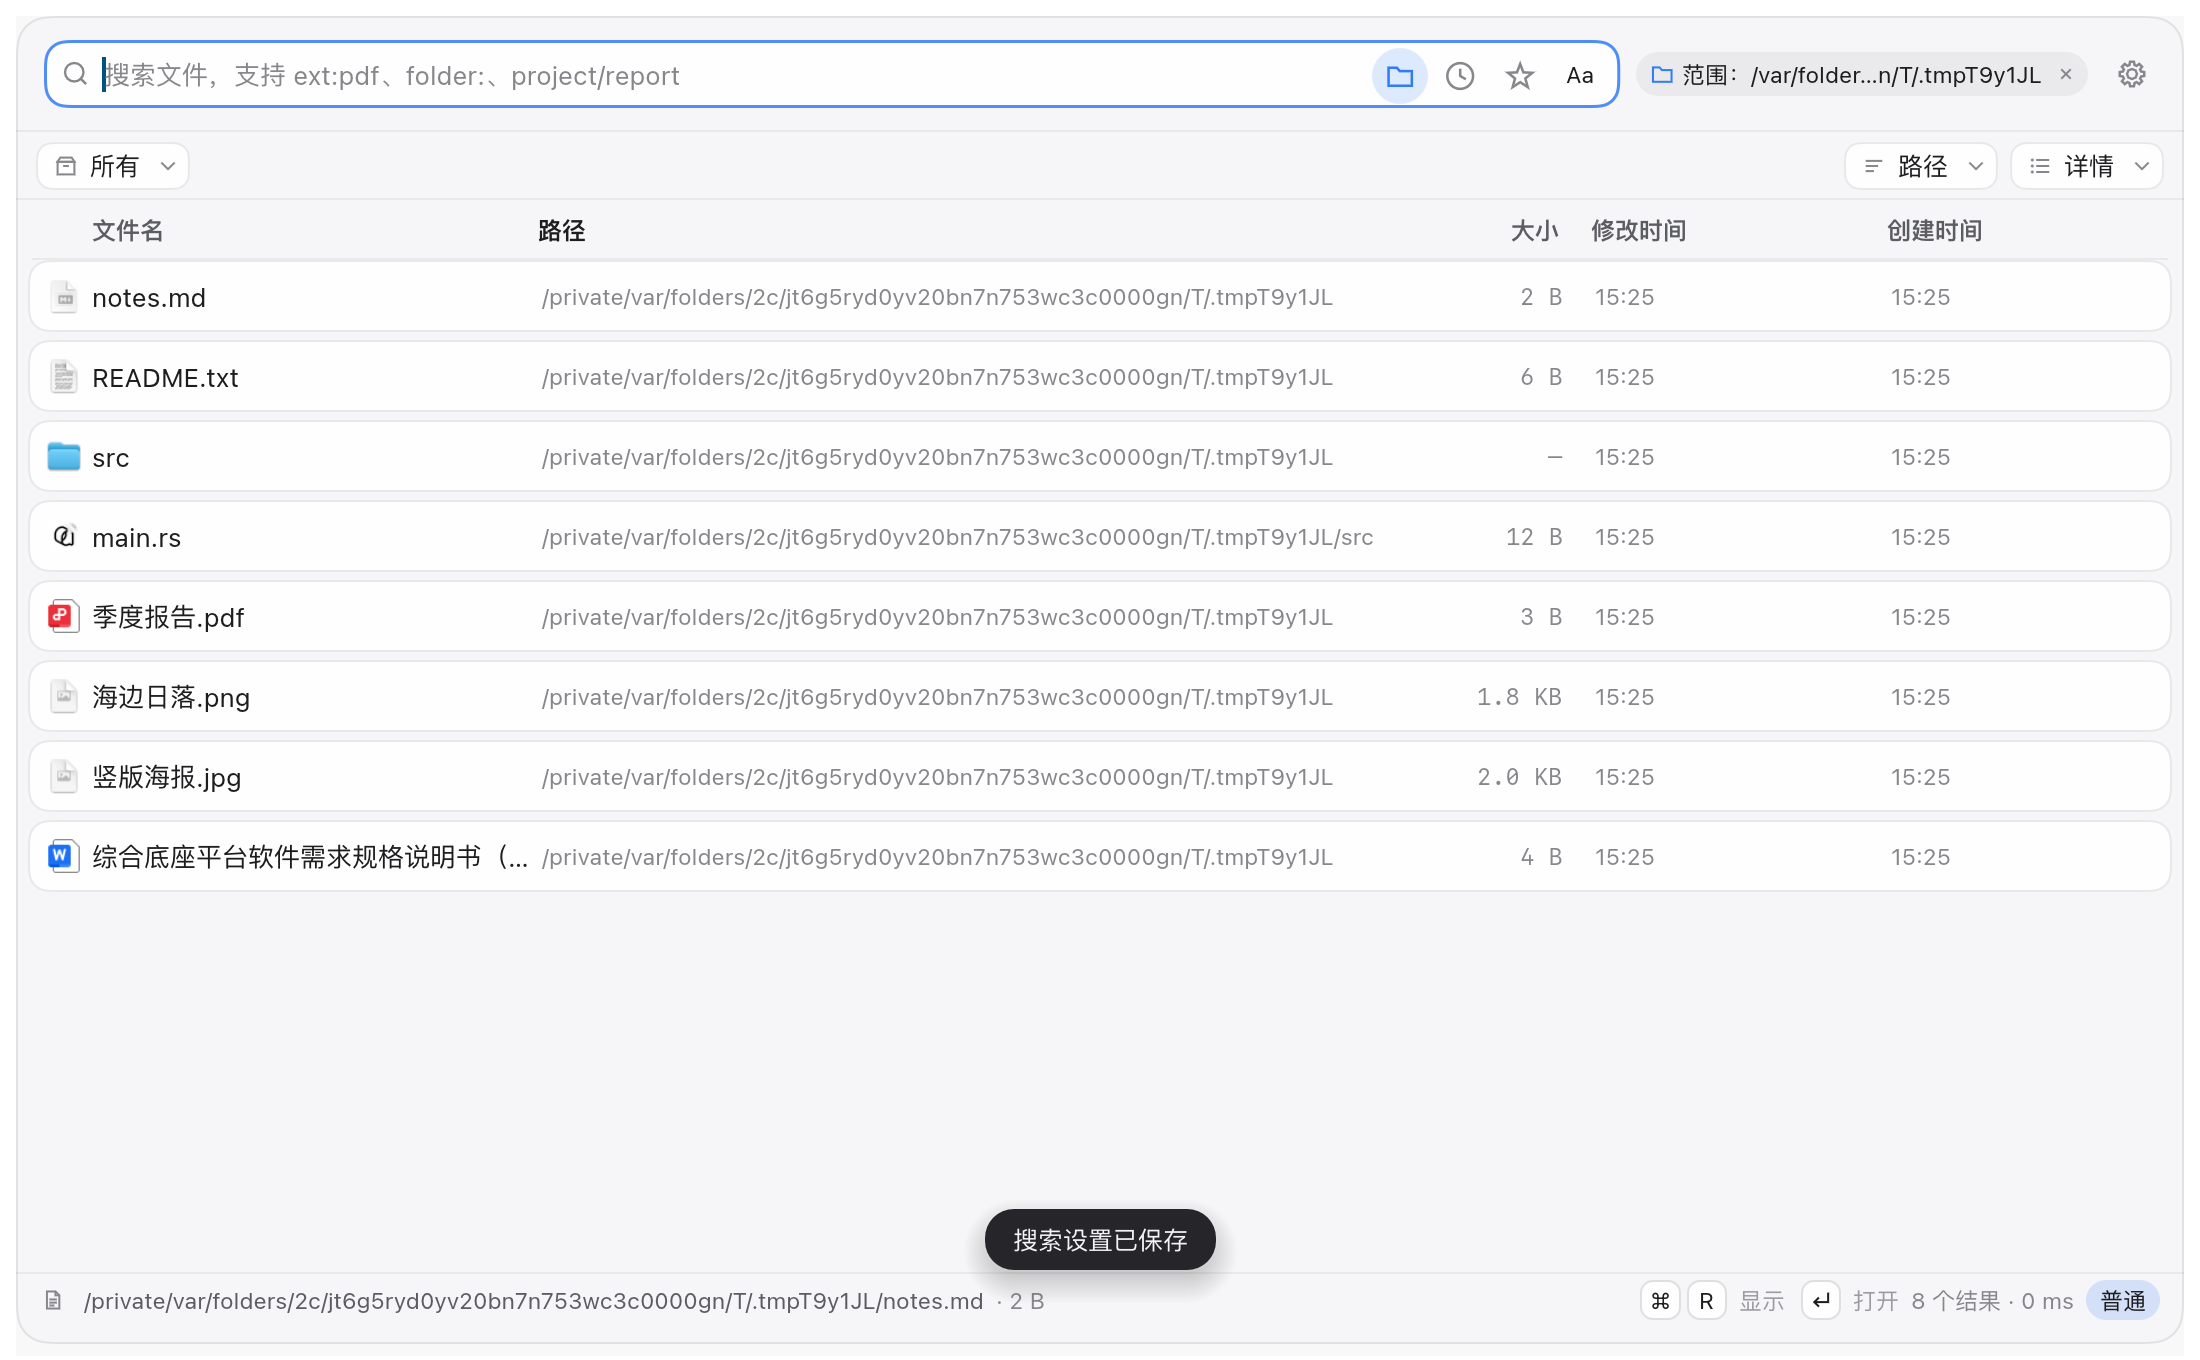 搜索文件，支持 ext:pdf、folder:、project/report Aa 范围：/var/folder...n/T/.tmpT9y1JL ×
所有 路径 详情
文件名 路径 大小 修改时间 创建时间
notes.md /private/var/folders/2c/jt6g5ryd0yv20bn7n753wc3c0000gn/T/.tmpT9y1JL 2 B 15:25 15:25
README.txt /private/var/folders/2c/jt6g5ryd0yv20bn7n753wc3c0000gn/T/.tmpT9y1JL 6 B 15:25 15:25
src /private/var/folders/2c/jt6g5ryd0yv20bn7n753wc3c0000gn/T/.tmpT9y1JL — 15:25 15:25
main.rs /private/var/folders/2c/jt6g5ryd0yv20bn7n753wc3c0000gn/T/.tmpT9y1JL/src 12 B 15:25 15:25
季度报告.pdf /private/var/folders/2c/jt6g5ryd0yv20bn7n753wc3c0000gn/T/.tmpT9y1JL 3 B 15:25 15:25
海边日落.png /private/var/folders/2c/jt6g5ryd0yv20bn7n753wc3c0000gn/T/.tmpT9y1JL 1.8 KB 15:25 15:25
竖版海报.jpg /private/var/folders/2c/jt6g5ryd0yv20bn7n753wc3c0000gn/T/.tmpT9y1JL 2.0 KB 15:25 15:25
综合底座平台软件需求规格说明书（... /private/var/folders/2c/jt6g5ryd0yv20bn7n753wc3c0000gn/T/.tmpT9y1JL 4 B 15:25 15:25
搜索设置已保存
/private/var/folders/2c/jt6g5ryd0yv20bn7n753wc3c0000gn/T/.tmpT9y1JL/notes.md · 2 B ⌘ R 显示 ↵ 打开 8 个结果 · 0 ms 普通